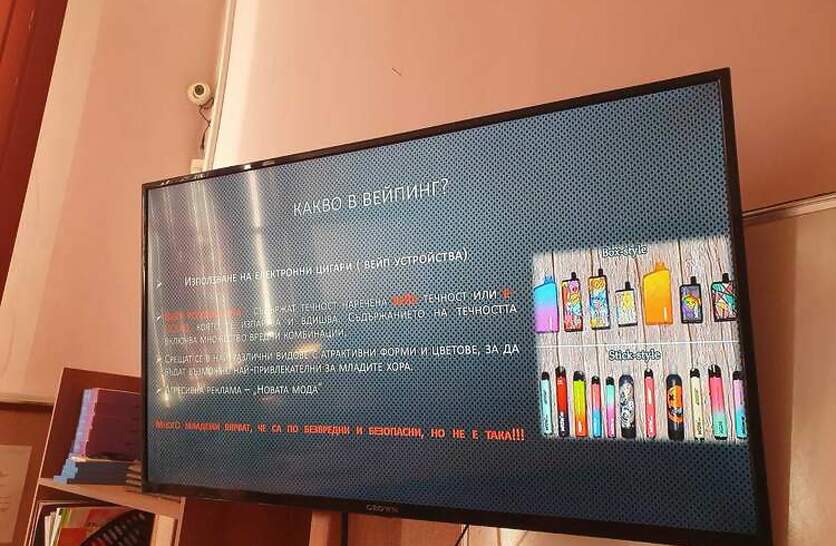 КАКВО В ВЕЙПИНГ?
ИЗПОЛЗВАНЕ НА ЕЛЕКТРОННИ ЦИГАРИ ( ВЕЙП УСТРОЙСТВА)
СЪДЪРЖАТ ТЕЧНОСТ, НАРЕЧЕНА ВЕЙП ТЕЧНОСТ ИЛИ Е-
КОЯТО СЕ ИЗПАРЯВА И ВДИШВА. СЪДЪРЖАНИЕТО НА ТЕЧНОСТТА
ВКЛЮЧВА МНОЖЕСТВО ВРЕДНИ КОМБИНАЦИИ.
СРЕЩАТ СЕ В НАЙ-РАЗЛИЧНИ ВИДОВЕ С АТРАКТИВНИ ФОРМИ И ЦВЕТОВЕ, ЗА ДА
БЪДАТ ВЪЗМОЖНО НАЙ-ПРИВЛЕКАТЕЛНИ ЗА МЛАДИТЕ ХОРА.
АГРЕСИВНА РЕКЛАМА – „НОВАТА МОДА"
МНОГО МЛАДЕЖИ ВЯРВАТ, ЧЕ СА ПО БЕЗВРЕДНИ И БЕЗОПАСНИ, НО НЕ Е ТАКА!!!
Box-style
Stick-style
CROWN